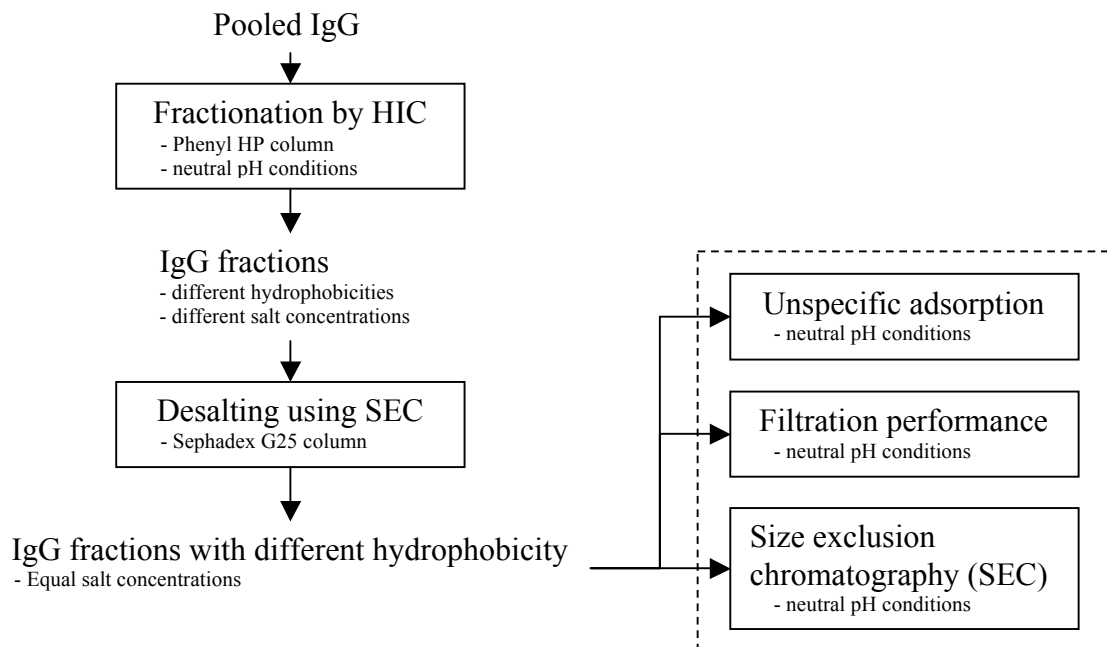 Pooled IgG
Fractionation by HIC
- Phenyl HP column
- neutral pH conditions
IgG fractions
- different hydrophobicities
- different salt concentrations
Desalting using SEC
- Sephadex G25 column
IgG fractions with different hydrophobicity
- Equal salt concentrations
Unspecific adsorption
- neutral pH conditions
Filtration performance
- neutral pH conditions
Size exclusion
chromatography (SEC)
- neutral pH conditions